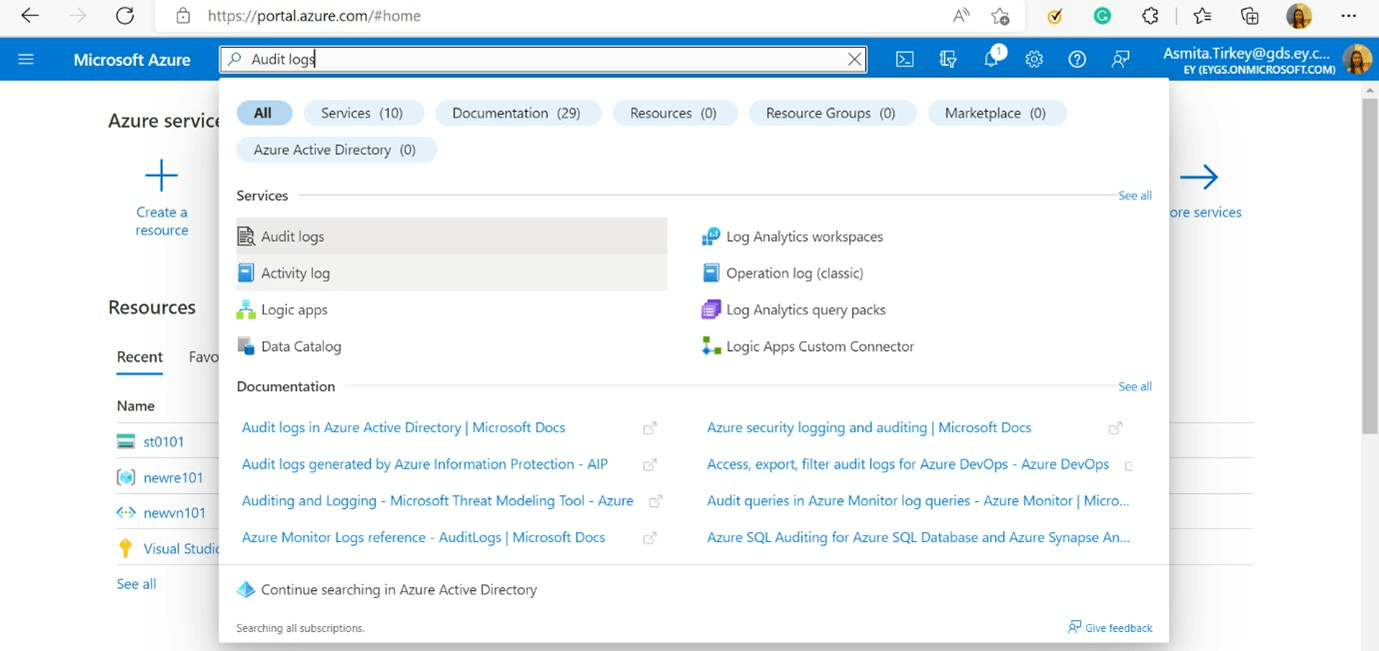 https://portal.azure.com/#home
Microsoft Azure
Audit logs
1
Asmita.Tirkey@gds.ey.c...
EY (EYGS.ONMICROSOFT.COM)
All
Services (10)
Documentation (29)
Resources (0)
Resource Groups (0)
Marketplace (0)
Azure Active Directory (0)
Azure service
Create a
resource
ore services
Services
See all
Audit logs
Log Analytics workspaces
Activity log
Operation log (classic)
Logic apps
Log Analytics query packs
Data Catalog
Logic Apps Custom Connector
Documentation
See all
Audit logs in Azure Active Directory | Microsoft Docs
Azure security logging and auditing | Microsoft Docs
Audit logs generated by Azure Information Protection - AIP
Access, export, filter audit logs for Azure DevOps - Azure DevOps
Auditing and Logging - Microsoft Threat Modeling Tool - Azure
Audit queries in Azure Monitor log queries - Azure Monitor | Micro...
Azure Monitor Logs reference - AuditLogs | Microsoft Docs
Azure SQL Auditing for Azure SQL Database and Azure Synapse An...
Continue searching in Azure Active Directory
Searching all subscriptions.
Give feedback
Resources
Recent
Favo
Name
st0101
newre101
newvn101
Visual Studio
See all